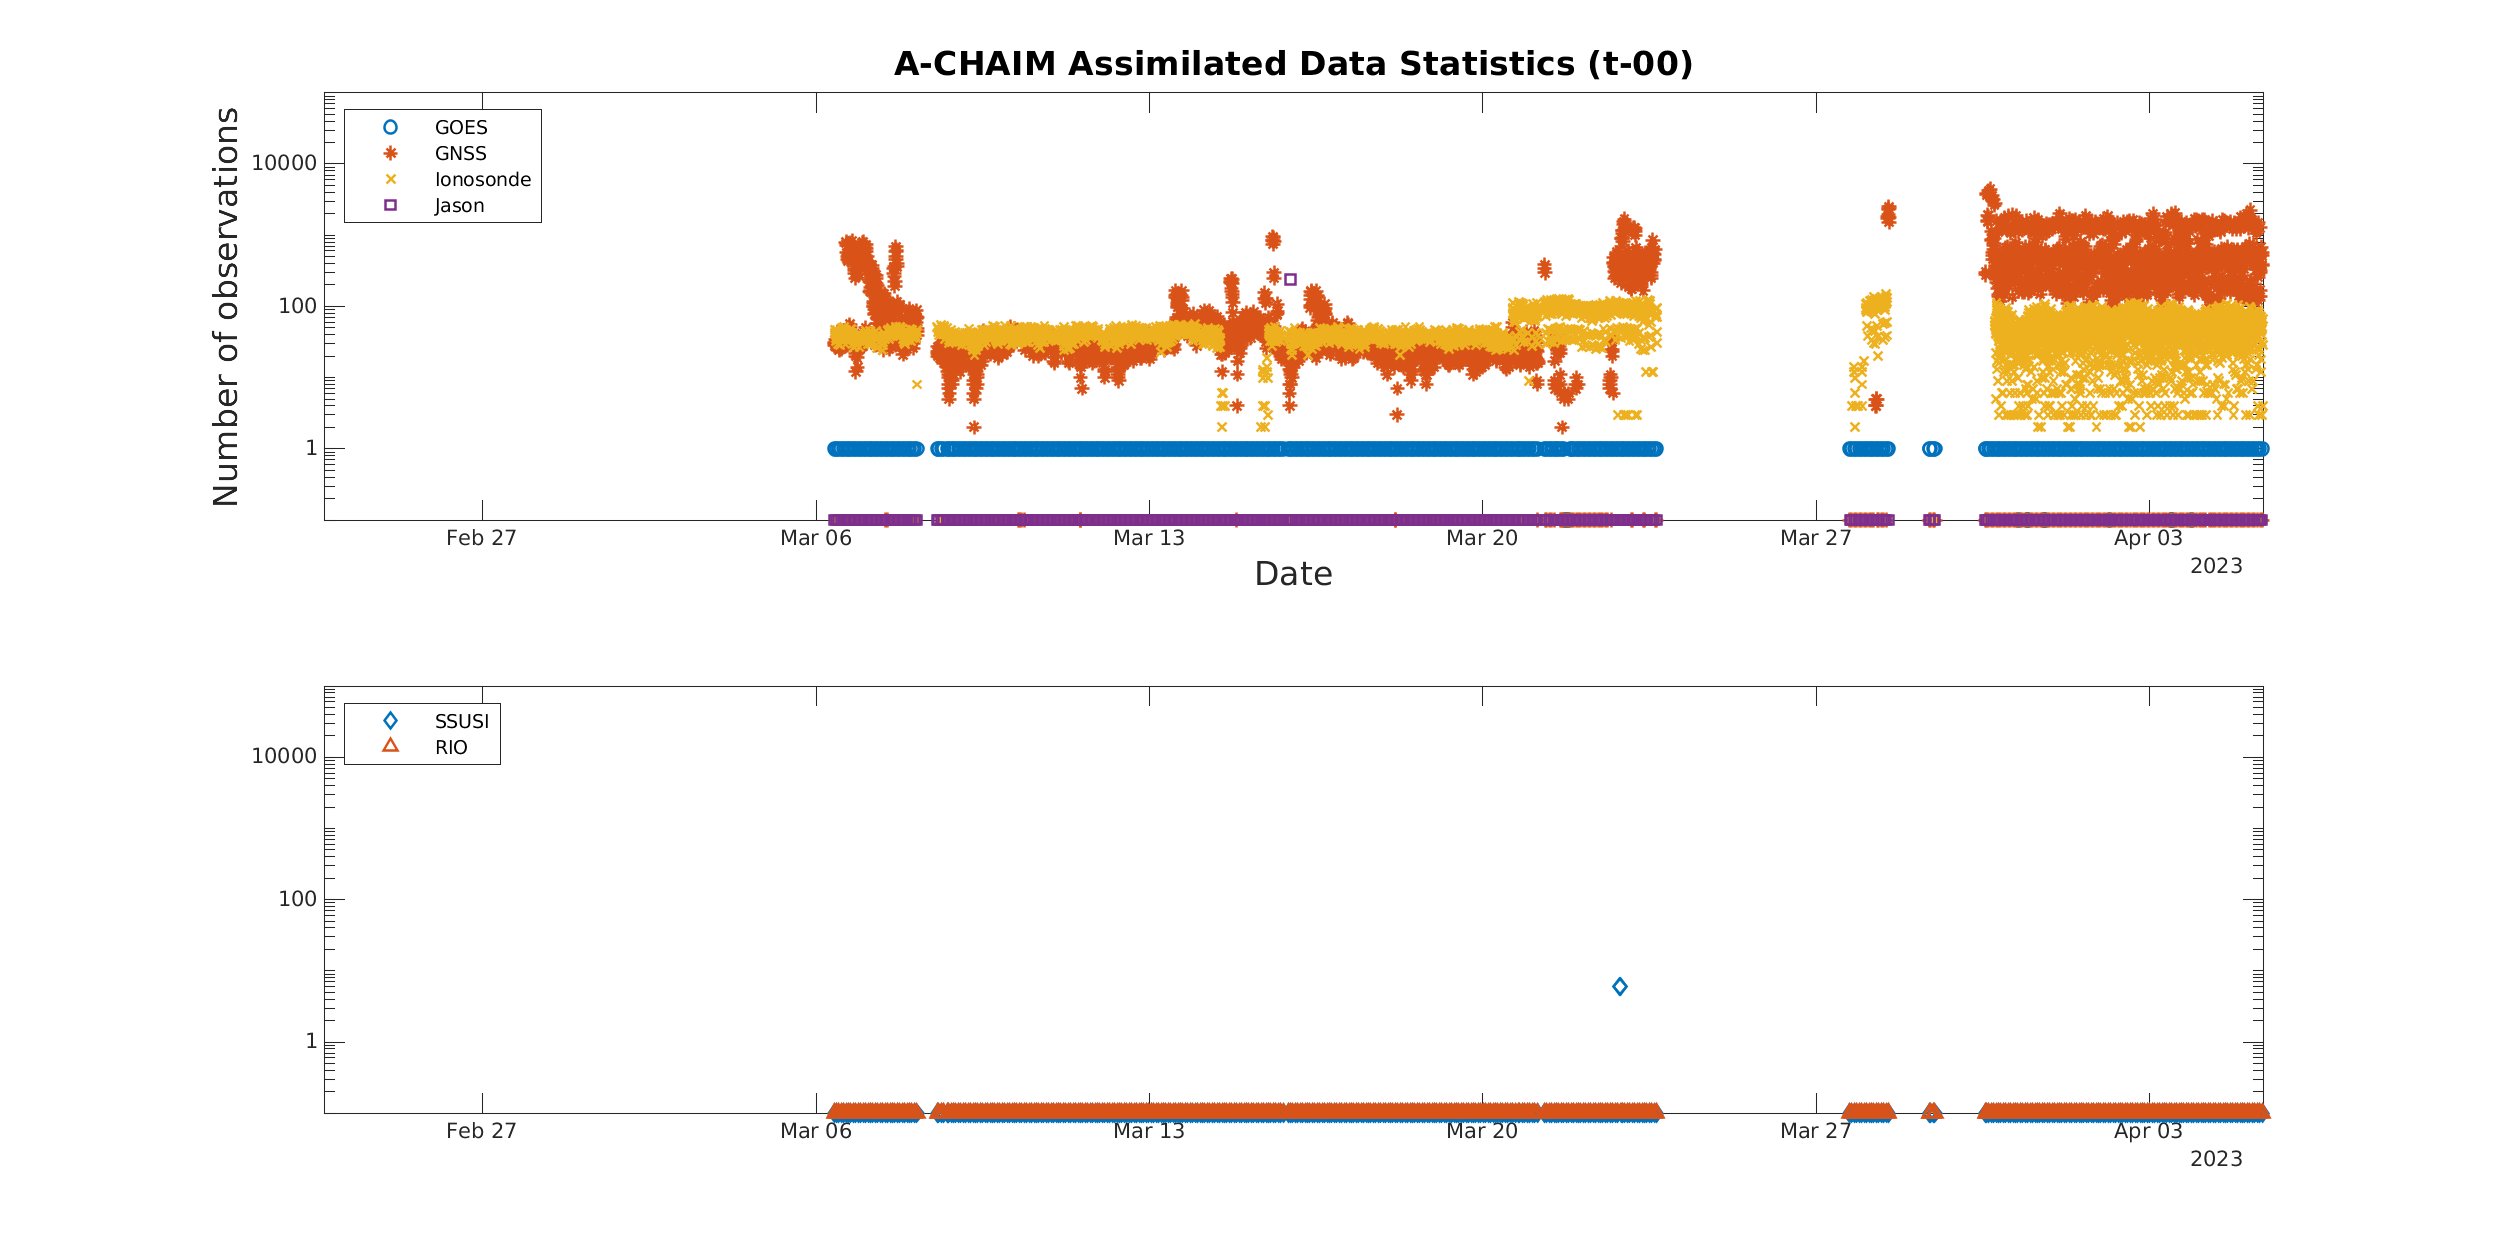 A-CHAIM Assimilated Data Statistics (t-00)
Number of observations
GOES
GNSS
Ionosonde
Jason
10000
100
1
Feb 27 Mar 06 Mar 13 Mar 20 Mar 27 Apr 03
2023
Date
SSUSI
RIO
10000
100
1
Feb 27 Mar 06 Mar 13 Mar 20 Mar 27 Apr 03
2023